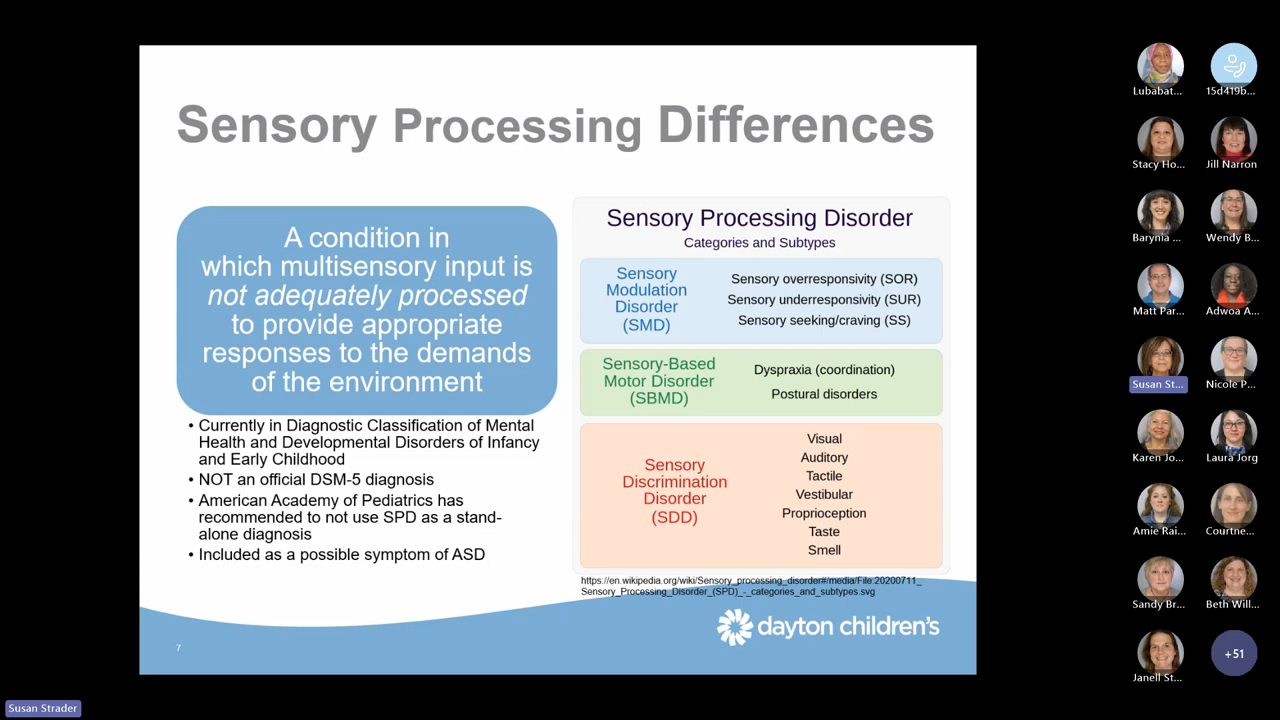 Sensory Processing Differences
A condition in
which multisensory input is
not adequately processed
to provide appropriate
responses to the demands
of the environment
• Currently in Diagnostic Classification of Mental
Health and Developmental Disorders of Infancy
and Early Childhood
• NOT an official DSM-5 diagnosis
• American Academy of Pediatrics has
recommended to not use SPD as a stand-
alone diagnosis
• Included as a possible symptom of ASD
Sensory Processing Disorder
Categories and Subtypes
Sensory
Modulation
Disorder
(SMD)
Sensory overresponsivity (SOR)
Sensory underresponsivity (SUR)
Sensory seeking/craving (SS)
Sensory-Based
Motor Disorder
(SBMD)
Dyspraxia (coordination)
Postural disorders
Sensory
Discrimination
Disorder
(SDD)
Visual
Auditory
Tactile
Vestibular
Proprioception
Taste
Smell
https://en.wikipedia.org/wiki/Sensory_processing_disorder#/media/File:20200711_
Sensory_Processing_Disorder_(SPD)_-_categories_and_subtypes.svg
7
dayton children's
Lubabat...
15d419b...
Stacy Ho...
Jill Narron
Barynia ...
Wendy B...
Matt Par...
Adwoa A...
Susan St...
Nicole P...
Karen Jo...
Laura Jorg
Amie Rai...
Courtne...
Sandy Br...
Beth Will...
Janell St...
+51
Susan Strader